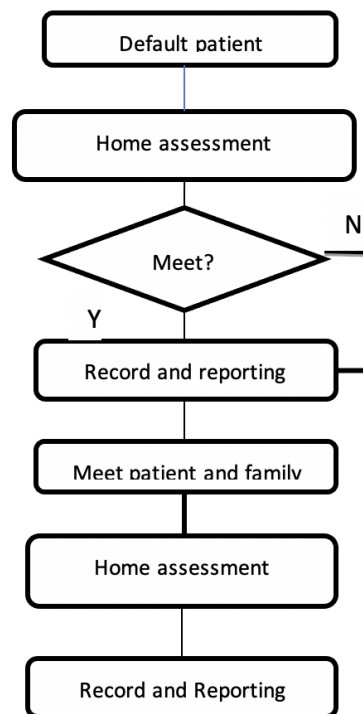 Default patient
Home assessment
N
Meet?
Y
Record and reporting
Meet patient and family
Home assessment
Record and Reporting